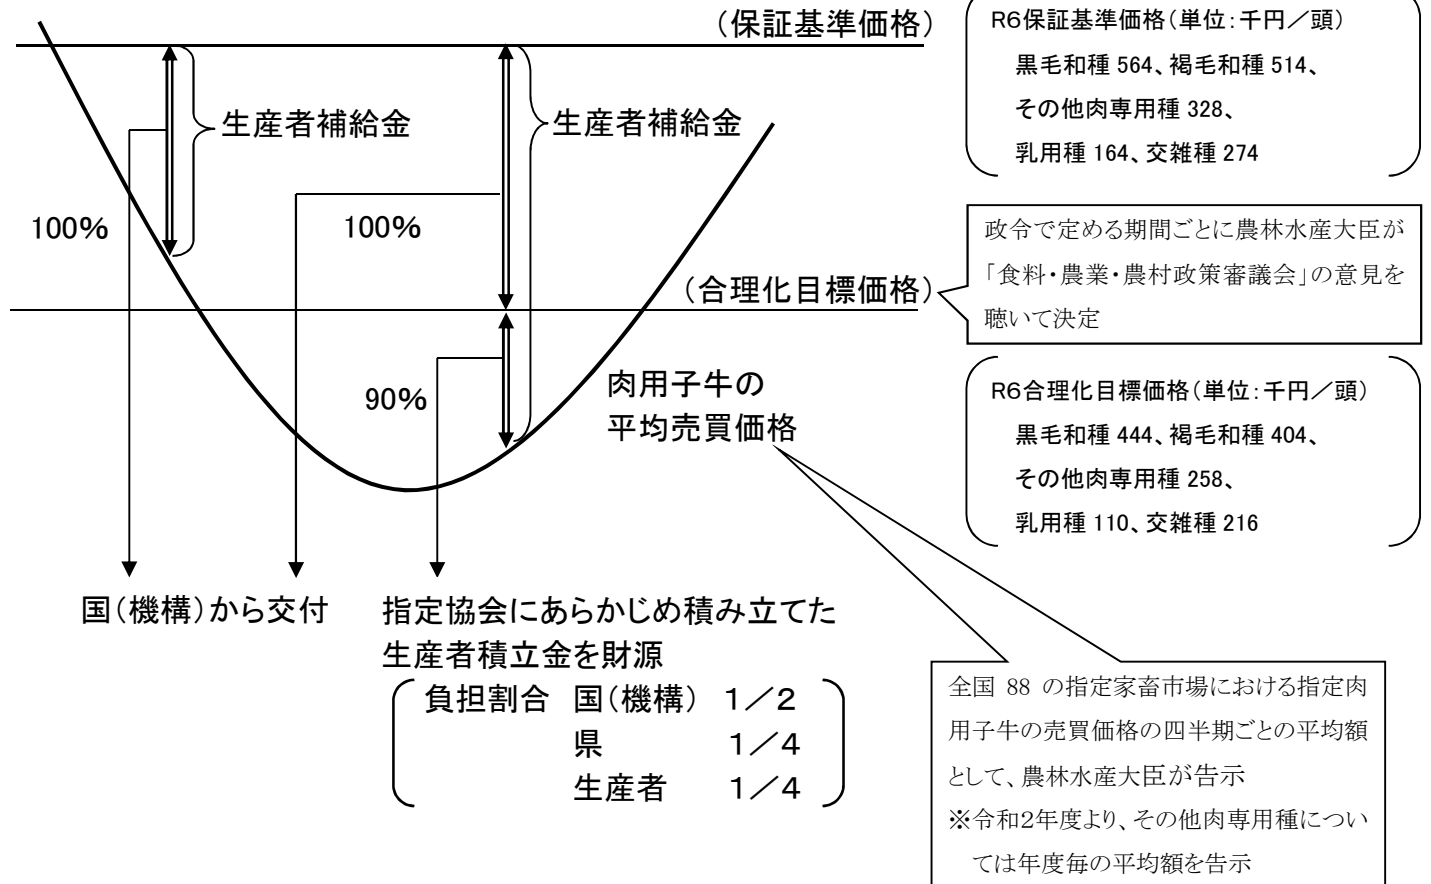 (保証基準価格)
R6保証基準価格(単位:千円/頭)
黒毛和種 564、褐毛和種 514、
その他肉専用種 328、
乳用種 164、交雑種 274
生産者補給金
生産者補給金
100%
100%
政令で定める期間ごとに農林水産大臣が
「食料・農業・農村政策審議会」の意見を
聴いて決定
(合理化目標価格)
90%
肉用子牛の
平均売買価格
R6合理化目標価格(単位:千円/頭)
黒毛和種 444、褐毛和種 404、
その他肉専用種 258、
乳用種 110、交雑種 216
国(機構)から交付
指定協会にあらかじめ積み立てた
生産者積立金を財源
負担割合 国(機構) 1/2
県 1/4
生産者 1/4
全国 88 の指定家畜市場における指定肉
用子牛の売買価格の四半期ごとの平均額
として、農林水産大臣が告示
※令和2年度より、その他肉専用種につい
ては年度毎の平均額を告示